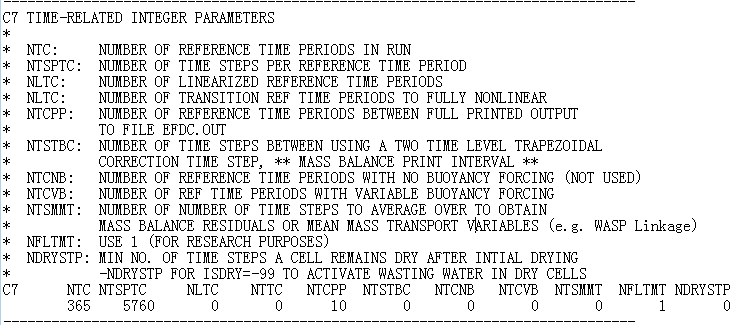 C7 TIME-RELATED INTEGER PARAMETERS
*
* NTC: NUMBER OF REFERENCE TIME PERIODS IN RUN
* NTSPTC: NUMBER OF TIME STEPS PER REFERENCE TIME PERIOD
* NLTC: NUMBER OF LINEARIZED REFERENCE TIME PERIODS
* NLTC: NUMBER OF TRANSITION REF TIME PERIODS TO FULLY NONLINEAR
* NTCPP: NUMBER OF REFERENCE TIME PERIODS BETWEEN FULL PRINTED OUTPUT
* TO FILE EFDC.OUT
* NTSTBC: NUMBER OF TIME STEPS BETWEEN USING A TWO TIME LEVEL TRAPEZOIDAL
* CORRECTION TIME STEP, ** MASS BALANCE PRINT INTERVAL **
* NTCNB: NUMBER OF REFERENCE TIME PERIODS WITH NO BUOYANCY FORCING (NOT USED)
* NTCVB: NUMBER OF REF TIME PERIODS WITH VARIABLE BUOYANCY FORCING
* NTSMMT: NUMBER OF NUMBER OF TIME STEPS TO AVERAGE OVER TO OBTAIN
* MASS BALANCE RESIDUALS OR MEAN MASS TRANSPORT VARIABLES (e.g. WASP Linkage)
* NFLTMT: USE 1 (FOR RESEARCH PURPOSES)
* NDRYSTP: MIN NO. OF TIME STEPS A CELL REMAINS DRY AFTER INTIAL DRYING
* -NDRYSTP FOR ISDRY=-99 TO ACTIVATE WASTING WATER IN DRY CELLS
C7 NTC NTSPTC NLTC NTTC NTCPP NTSTBC NTCNB NTCVB NTSMMT NFLTMT NDRYSTP
365 5760 0 0 10 0 0 0 0 1 0